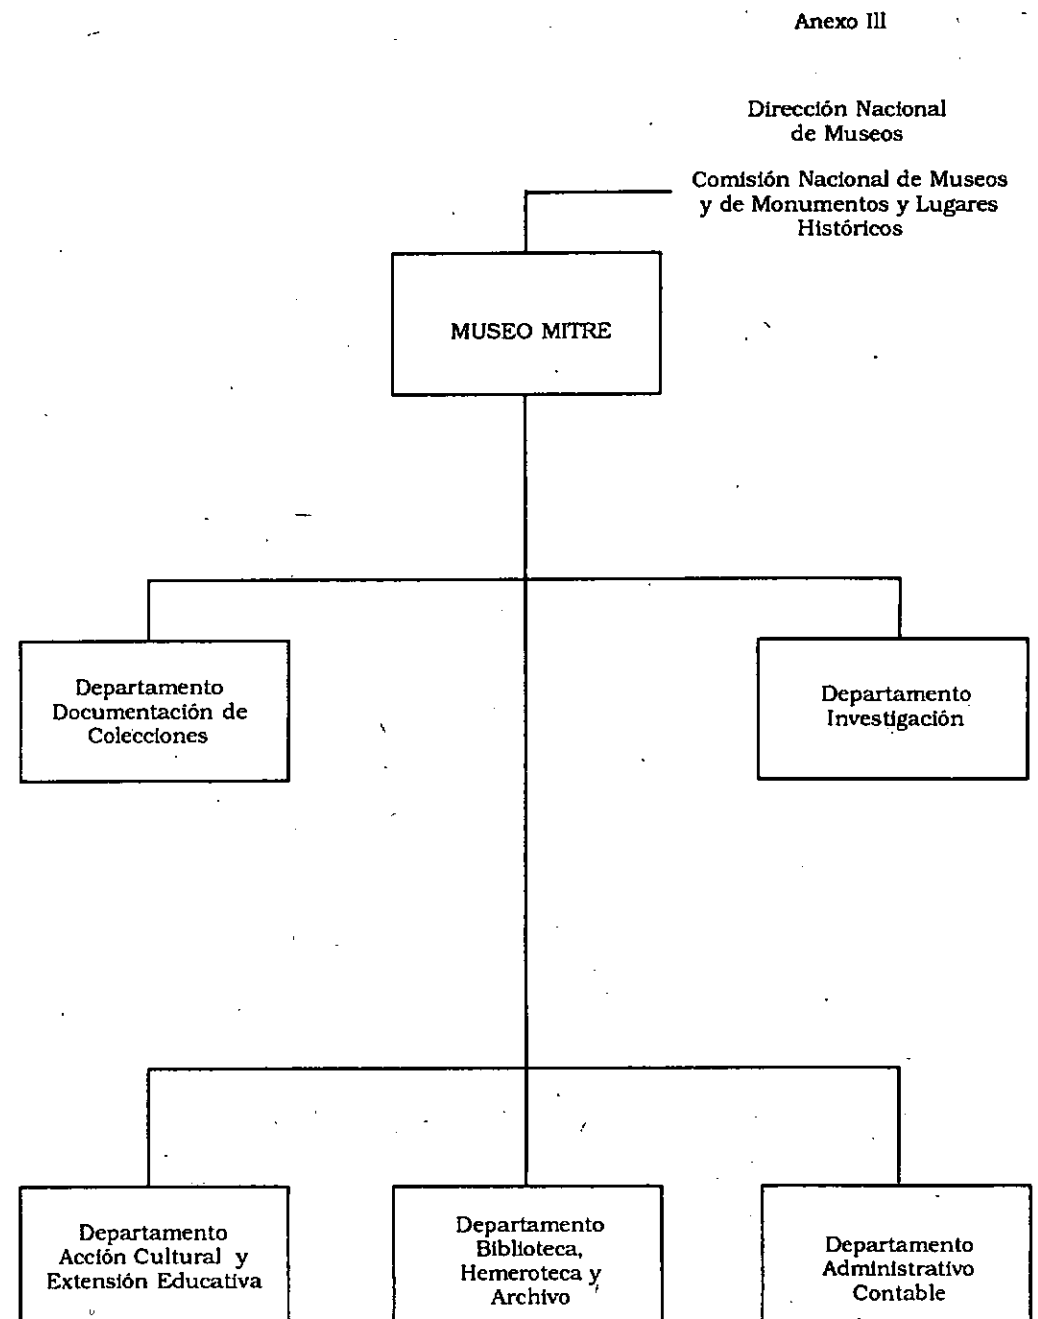 Anexo III
Dirección Nacional
de Museos
Comisión Nacional de Museos
y de Monumentos y Lugares
Históricos
MUSEO MITRE
Departamento
Documentación de
Colecciones
Departamento
Investigación
Departamento
Acción Cultural y
Extensión Educativa
Departamento
Biblioteca,
Hemeroteca y
Archivo
Departamento
Administrativo
Contable